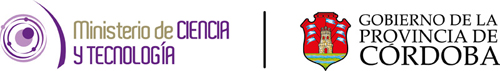 Ministerio de CIENCIA
Y TECNOLOGÍA
GOBIERNO DE LA
PROVINCIA DE
CÓRDOBA